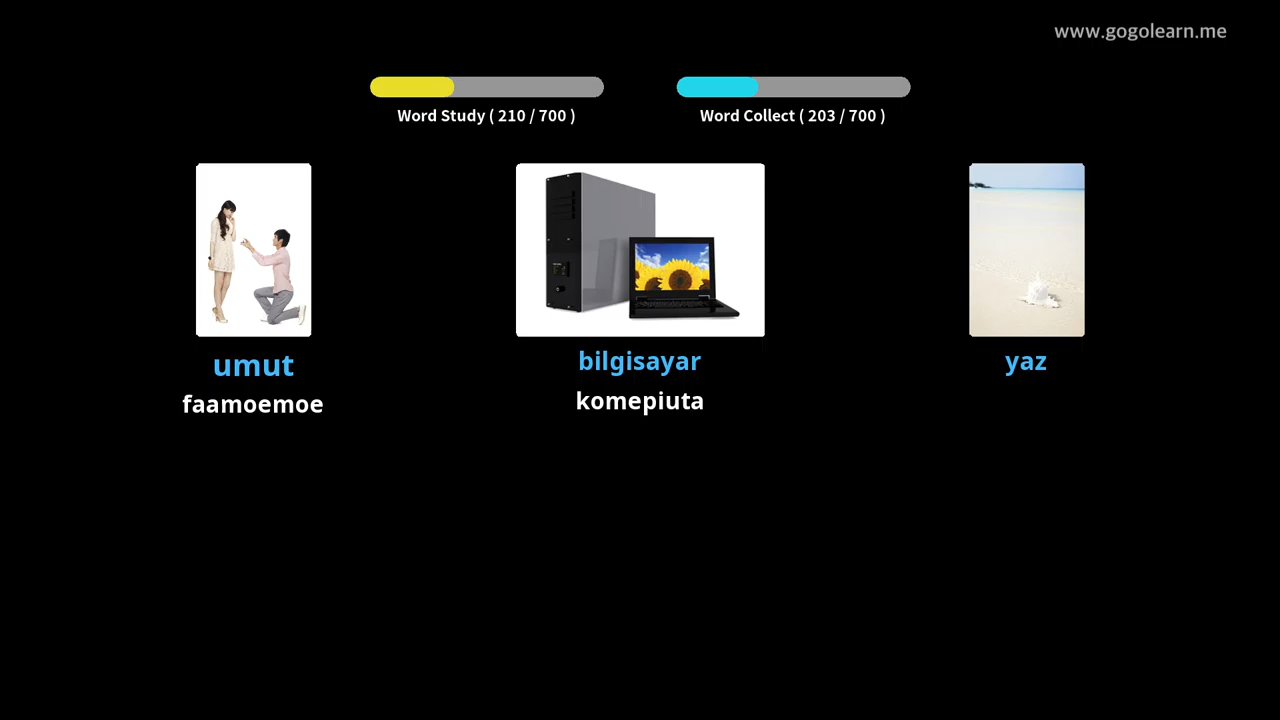 www.gogolearn.me
Word Study ( 210 / 700 )
Word Collect ( 203 / 700 )
umut
bilgisayar
yaz
faamoemoe
komepiuta